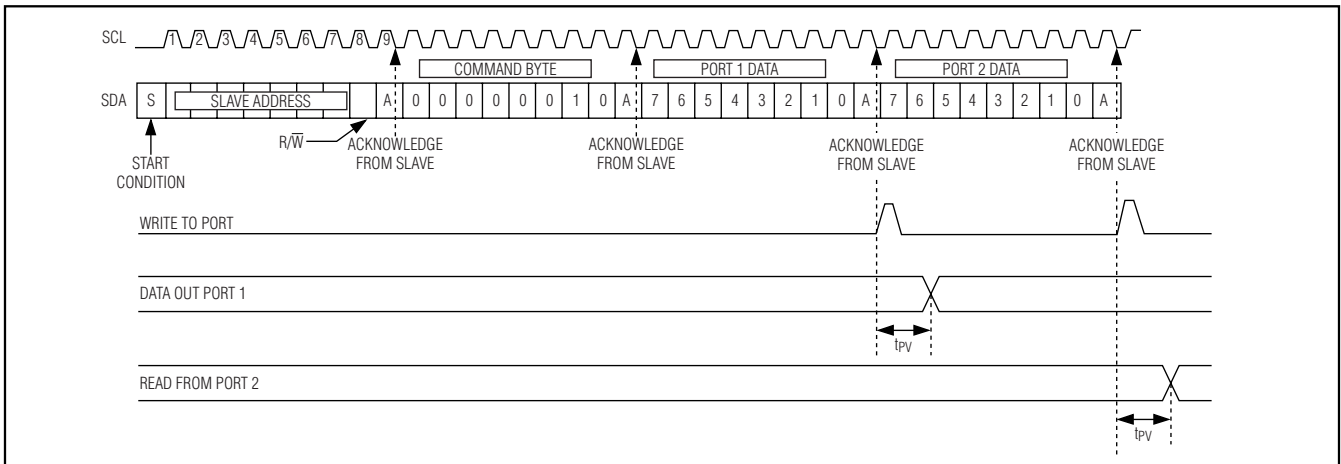 SCL 1 2 3 4 5 6 7 8 9
COMMAND BYTE PORT 1 DATA PORT 2 DATA
SDA S SLAVE ADDRESS A 0 0 0 0 0 0 1 0 A 7 6 5 4 3 2 1 0 A 7 6 5 4 3 2 1 0 A
R/W̅ ACKNOWLEDGE FROM SLAVE
ACKNOWLEDGE FROM SLAVE
ACKNOWLEDGE FROM SLAVE
ACKNOWLEDGE FROM SLAVE
START
CONDITION
WRITE TO PORT
DATA OUT PORT 1
tPV
READ FROM PORT 2
tPV